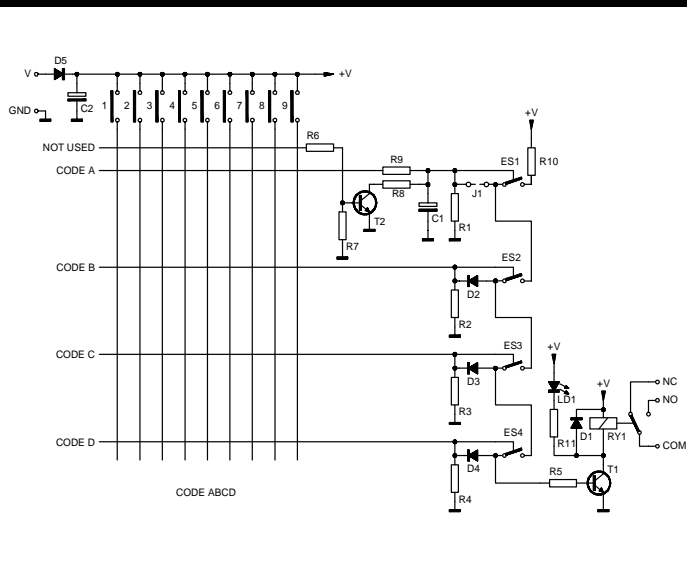 D5
V
+V
C2
1 2 3 4 5 6 7 8 9
GND
+V
NOT USED
R6
CODE A
R9
ES1
R10
R8
J1
T2
C1
R1
R7
CODE B
ES2
D2
R2
CODE C
ES3
+V
D3
+V
NC
LD1
NO
R3
CODE D
ES4
R11
D1
RY1
COM
D4
R5
T1
CODE ABCD
R4